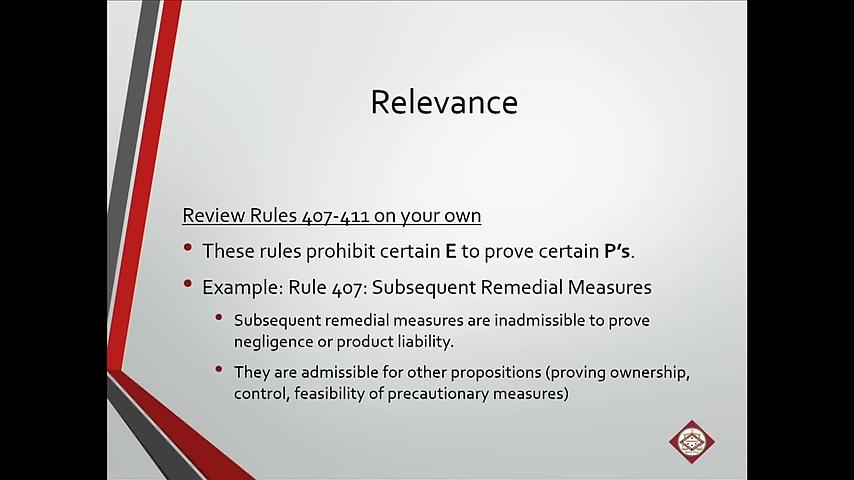 Relevance
Review Rules 407-411 on your own
• These rules prohibit certain E to prove certain P's.
• Example: Rule 407: Subsequent Remedial Measures
• Subsequent remedial measures are inadmissible to prove
negligence or product liability.
• They are admissible for other propositions (proving ownership,
control, feasibility of precautionary measures)